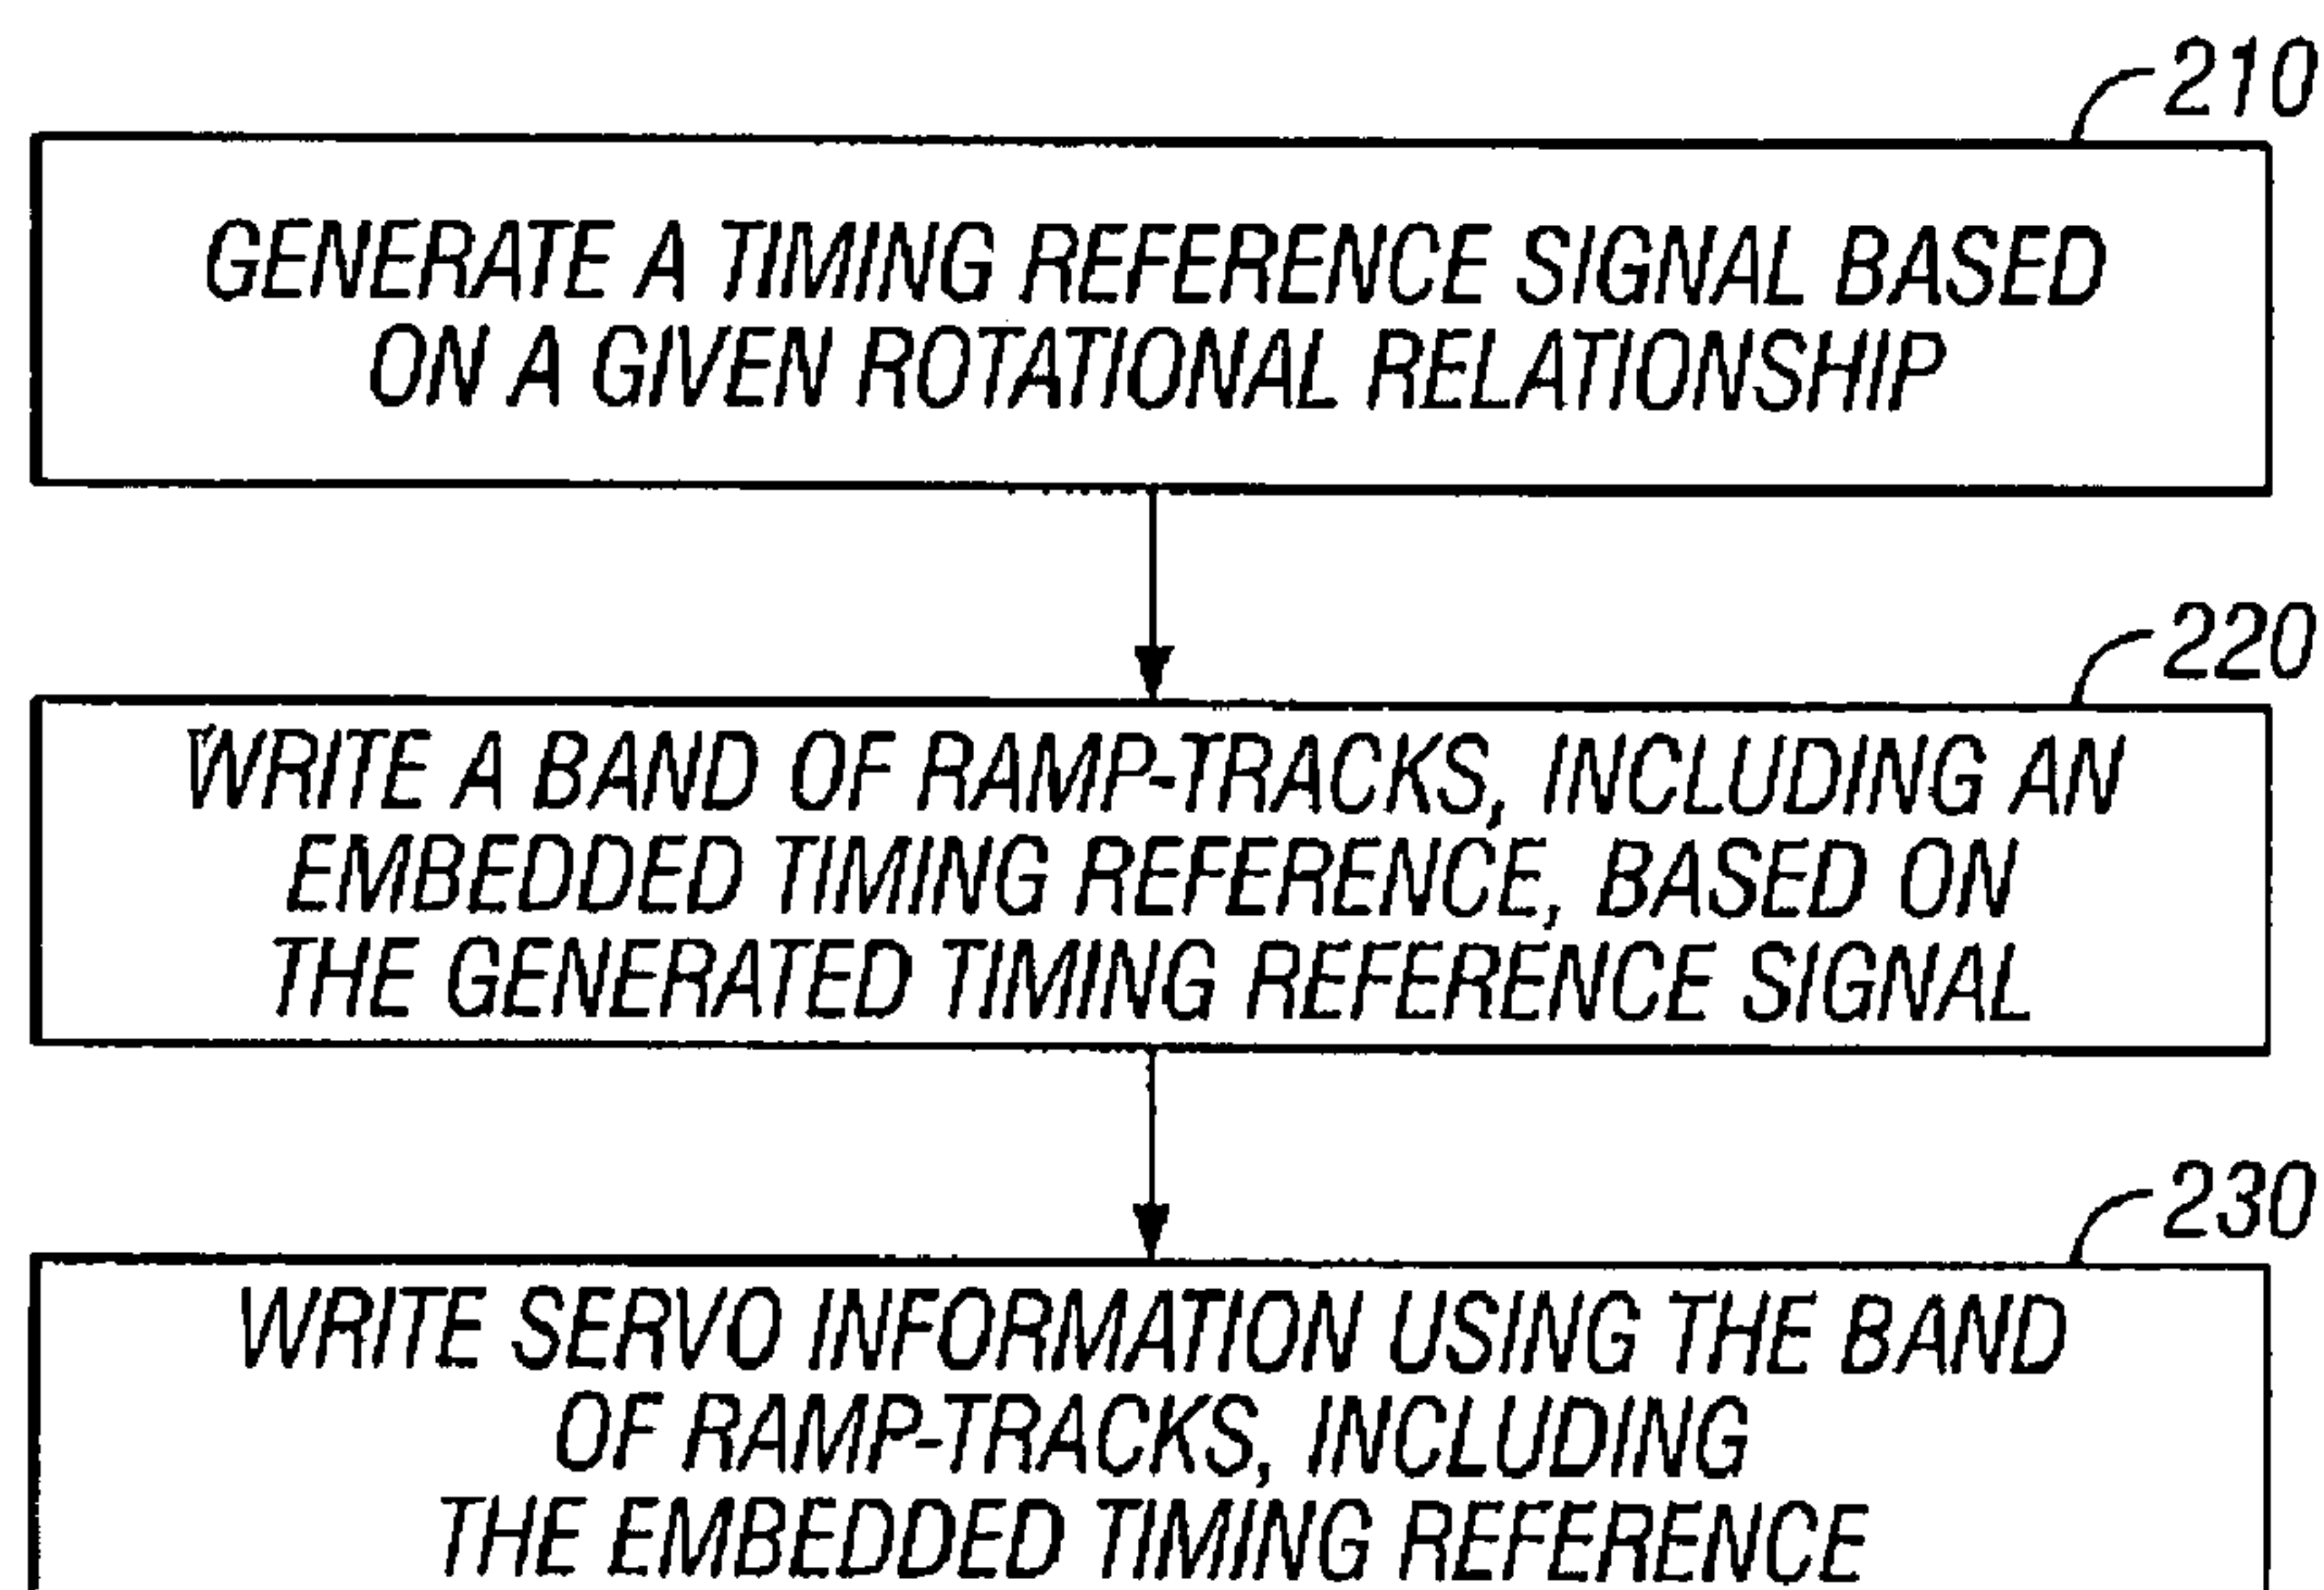 210
GENERATE A TIMING REFERENCE SIGNAL BASED
ON A GIVEN ROTATIONAL RELATIONSHIP
220
WRITE A BAND OF RAMP-TRACKS, INCLUDING AN
EMBEDDED TIMING REFERENCE, BASED ON
THE GENERATED TIMING REFERENCE SIGNAL
230
WRITE SERVO INFORMATION USING THE BAND
OF RAMP-TRACKS, INCLUDING
THE EMBEDDED TIMING REFERENCE